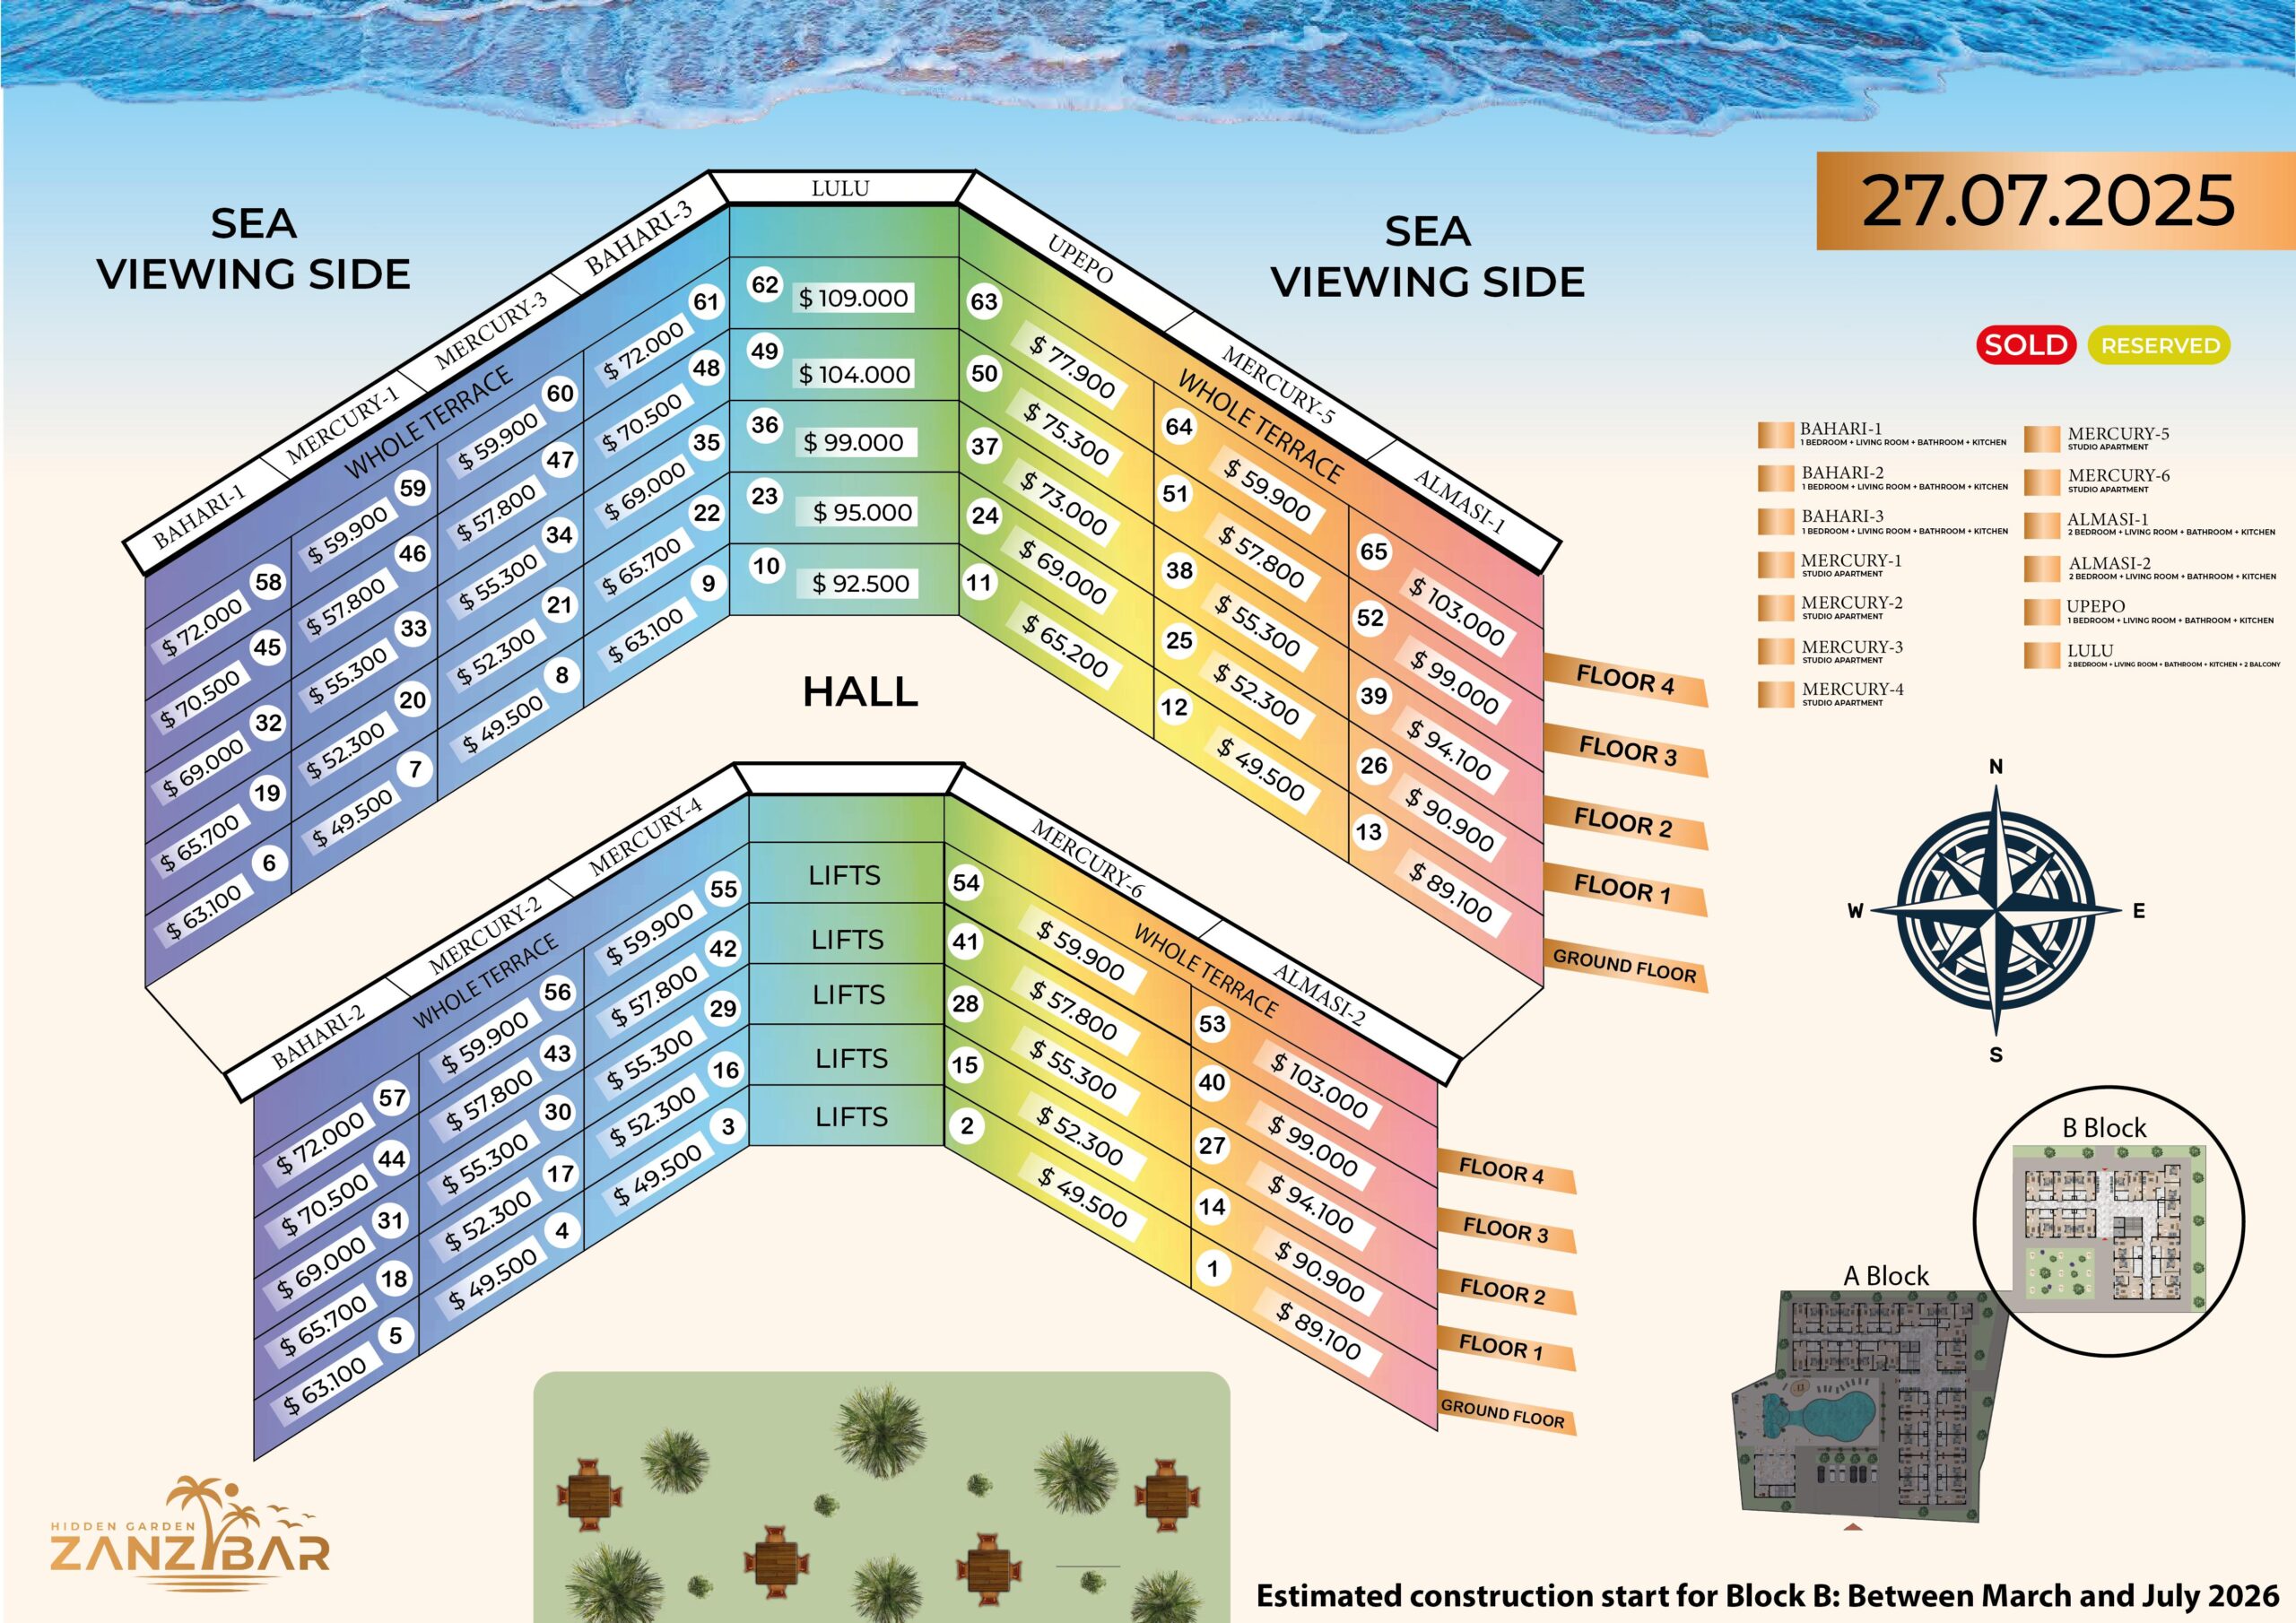 27.07.2025
SEA
VIEWING SIDE
SEA
VIEWING SIDE
SOLD
RESERVED
BAHARI-1
MERCURY-1
MERCURY-3
BAHARI-3
LULU
UPEPO
MERCURY-5
ALMASI-1
WHOLE TERRACE
WHOLE TERRACE
58 $ 72.000
45 $ 70.500
32 $ 69.000
19 $ 65.700
6 $ 63.100
59 $ 59.900
46 $ 57.800
33 $ 55.300
20 $ 52.300
7 $ 49.500
60 $ 59.900
47 $ 57.800
34 $ 55.300
21 $ 52.300
8 $ 49.500
61 $ 72.000
48 $ 70.500
35 $ 69.000
22 $ 65.700
9 $ 63.100
62 $ 109.000
49 $ 104.000
36 $ 99.000
23 $ 95.000
10 $ 92.500
63 $ 77.900
50 $ 75.300
37 $ 73.000
24 $ 69.000
11 $ 65.200
64 $ 59.900
51 $ 57.800
38 $ 55.300
25 $ 52.300
12 $ 49.500
65 $ 103.000
52 $ 99.000
39 $ 94.100
26 $ 90.900
13 $ 89.100
FLOOR 4
FLOOR 3
FLOOR 2
FLOOR 1
GROUND FLOOR
HALL
BAHARI-2
MERCURY-2
MERCURY-4
MERCURY-6
ALMASI-2
WHOLE TERRACE
WHOLE TERRACE
57 $ 72.000
44 $ 70.500
31 $ 69.000
18 $ 65.700
5 $ 63.100
56 $ 59.900
43 $ 57.800
30 $ 55.300
17 $ 52.300
4 $ 49.500
55 $ 59.900
42 $ 57.800
29 $ 55.300
16 $ 52.300
3 $ 49.500
LIFTS
LIFTS
LIFTS
LIFTS
LIFTS
54 $ 59.900
41 $ 57.800
28 $ 55.300
15 $ 52.300
2 $ 49.500
53 $ 103.000
40 $ 99.000
27 $ 94.100
14 $ 90.900
1 $ 89.100
FLOOR 4
FLOOR 3
FLOOR 2
FLOOR 1
GROUND FLOOR
BAHARI-1
1 BEDROOM + LIVING ROOM + BATHROOM + KITCHEN
BAHARI-2
1 BEDROOM + LIVING ROOM + BATHROOM + KITCHEN
BAHARI-3
1 BEDROOM + LIVING ROOM + BATHROOM + KITCHEN
MERCURY-1
STUDIO APARTMENT
MERCURY-2
STUDIO APARTMENT
MERCURY-3
STUDIO APARTMENT
MERCURY-4
STUDIO APARTMENT
MERCURY-5
STUDIO APARTMENT
MERCURY-6
STUDIO APARTMENT
ALMASI-1
2 BEDROOM + LIVING ROOM + BATHROOM + KITCHEN
ALMASI-2
2 BEDROOM + LIVING ROOM + BATHROOM + KITCHEN
UPEPO
1 BEDROOM + LIVING ROOM + BATHROOM + KITCHEN
LULU
2 BEDROOM + LIVING ROOM + BATHROOM + KITCHEN + 2 BALCONY
N
W
E
S
B Block
A Block
HIDDEN GARDEN
ZANZIBAR
Estimated construction start for Block B: Between March and July 2026